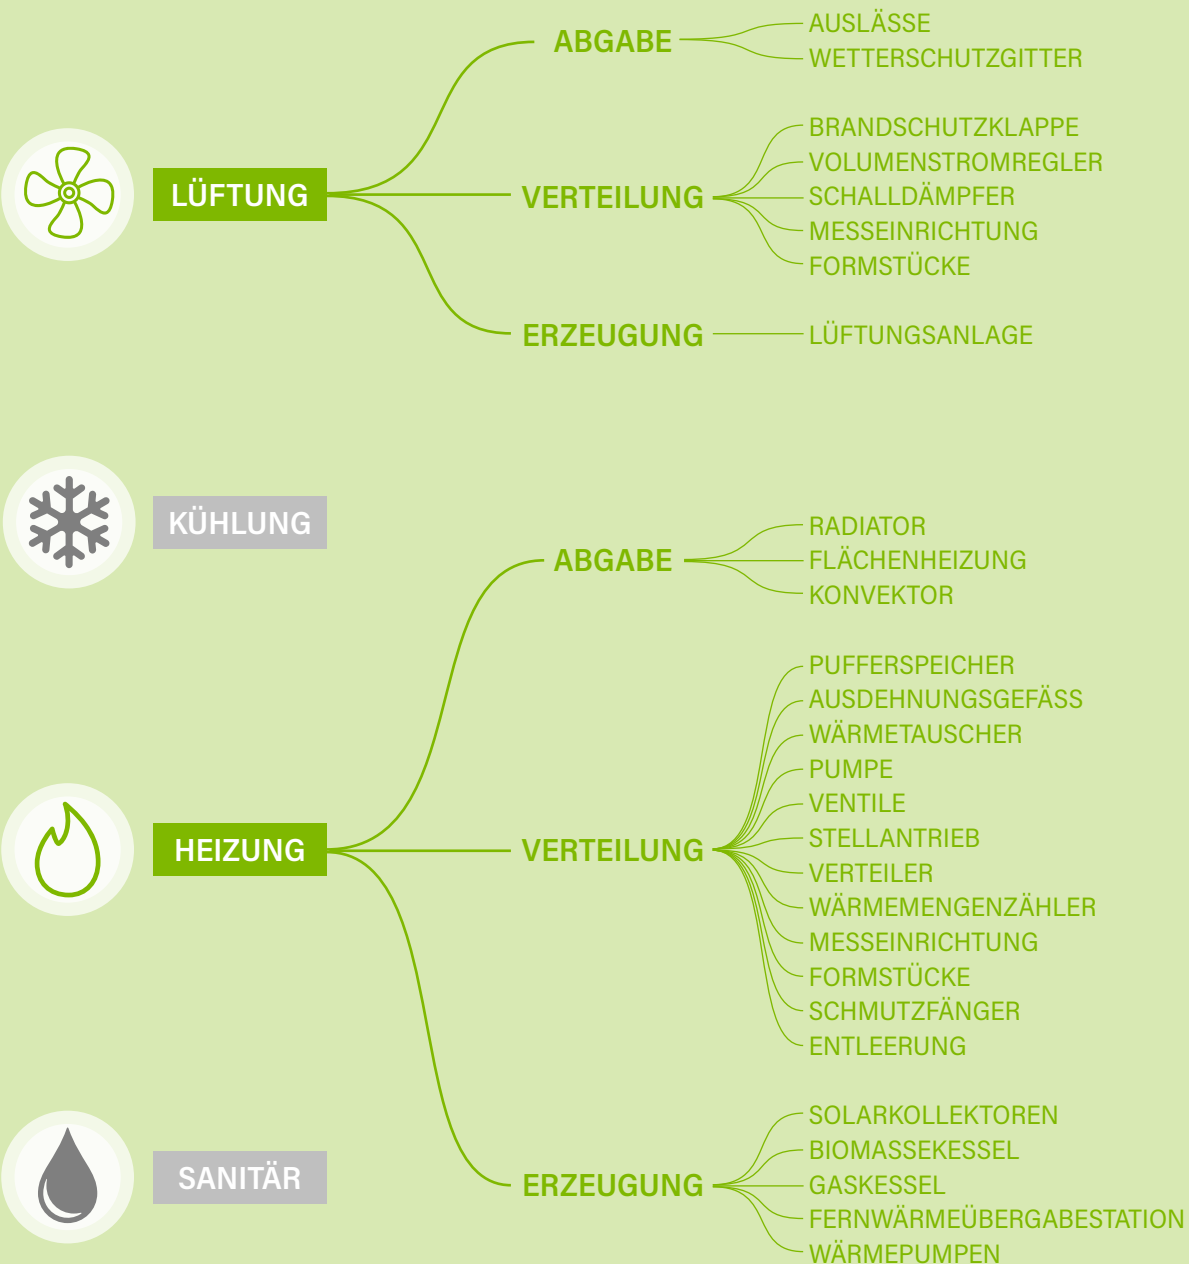 LÜFTUNG
ABGABE
AUSLÄSSE
WETTERSCHUTZGITTER
VERTEILUNG
BRANDSCHUTZKLAPPE
VOLUMENSTROMREGLER
SCHALLDÄMPFER
MESSEINRICHTUNG
FORMSTÜCKE
ERZEUGUNG
LÜFTUNGSANLAGE
KÜHLUNG
HEIZUNG
ABGABE
RADIATOR
FLÄCHENHEIZUNG
KONVEKTOR
VERTEILUNG
PUFFERSPEICHER
AUSDEHNUNGSGEFÄSS
WÄRMETAUSCHER
PUMPE
VENTILE
STELLANTRIEB
VERTEILER
WÄRMEMENGENZÄHLER
MESSEINRICHTUNG
FORMSTÜCKE
SCHMUTZFÄNGER
ENTLEERUNG
ERZEUGUNG
SOLARKOLLEKTOREN
BIOMASSEKESSEL
GASKESSEL
FERNWÄRMEÜBERGABESTATION
WÄRMEPUMPEN
SANITÄR